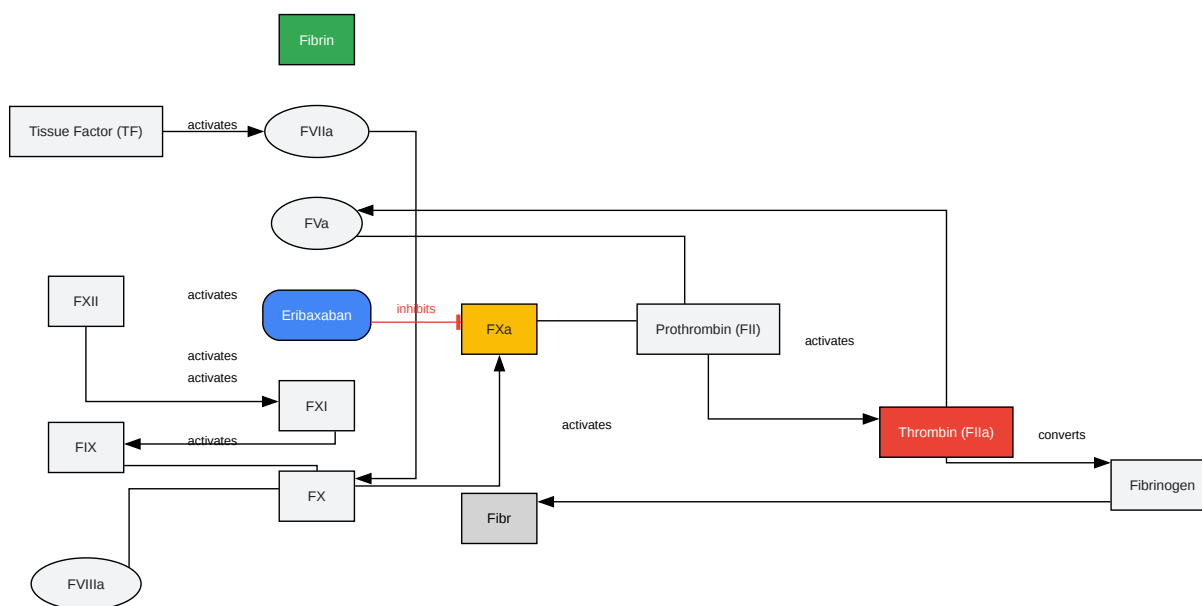 Fibrin
Tissue Factor (TF)
activates
FVIIa
FVa
FXII
activates
Eribaxaban
inhibits
FXa
Prothrombin (FII)
activates
activates
activates
FXI
FIX
activates
activates
Thrombin (FIIa)
converts
FX
Fibr
Fibrinogen
FVIIIa